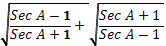 √((Sec A − 1)/(Sec A + 1)) + √((Sec A + 1)/(Sec A − 1))